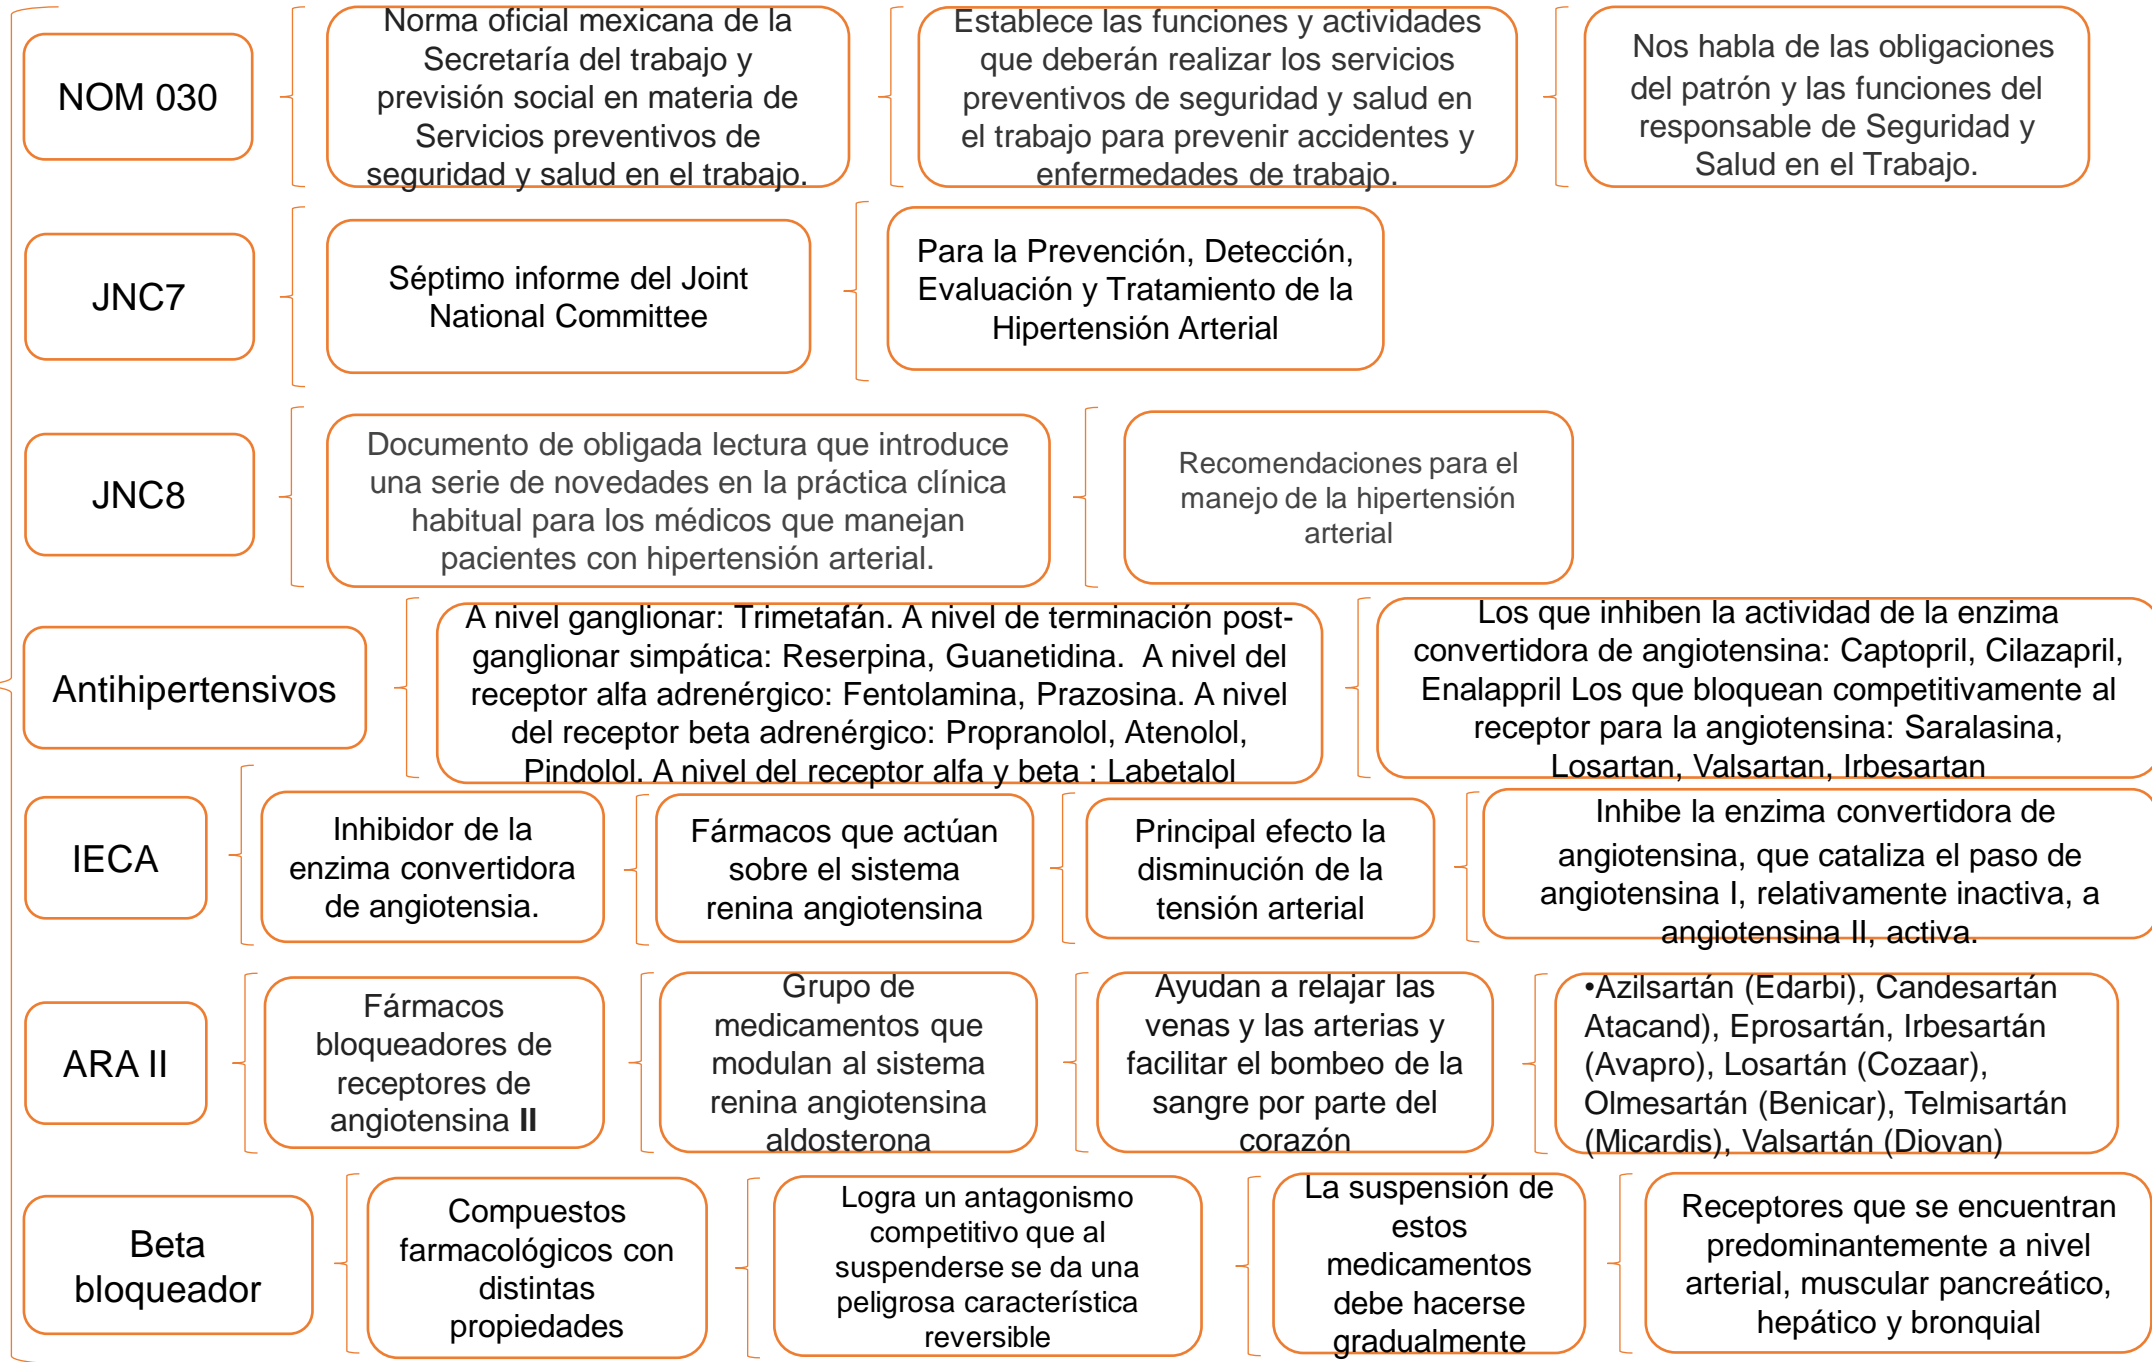 NOM 030
Norma oficial mexicana de la
Secretaría del trabajo y
previsión social en materia de
Servicios preventivos de
seguridad y salud en el trabajo.
Establece las funciones y actividades
que deberán realizar los servicios
preventivos de seguridad y salud en
el trabajo para prevenir accidentes y
enfermedades de trabajo.
Nos habla de las obligaciones
del patrón y las funciones del
responsable de Seguridad y
Salud en el Trabajo.
JNC7
Séptimo informe del Joint
National Committee
Para la Prevención, Detección,
Evaluación y Tratamiento de la
Hipertensión Arterial
JNC8
Documento de obligada lectura que introduce
una serie de novedades en la práctica clínica
habitual para los médicos que manejan
pacientes con hipertensión arterial.
Recomendaciones para el
manejo de la hipertensión
arterial
Antihipertensivos
A nivel ganglionar: Trimetafán. A nivel de terminación post-
ganglionar simpática: Reserpina, Guanetidina.  A nivel del
receptor alfa adrenérgico: Fentolamina, Prazosina. A nivel
del receptor beta adrenérgico: Propranolol, Atenolol,
Pindolol. A nivel del receptor alfa y beta : Labetalol
Los que inhiben la actividad de la enzima
convertidora de angiotensina: Captopril, Cilazapril,
Enalappril Los que bloquean competitivamente al
receptor para la angiotensina: Saralasina,
Losartan, Valsartan, Irbesartan
IECA
Inhibidor de la
enzima convertidora
de angiotensia.
Fármacos que actúan
sobre el sistema
renina angiotensina
Principal efecto la
disminución de la
tensión arterial
Inhibe la enzima convertidora de
angiotensina, que cataliza el paso de
angiotensina I, relativamente inactiva, a
angiotensina II, activa.
ARA II
Fármacos
bloqueadores de
receptores de
angiotensina II
Grupo de
medicamentos que
modulan al sistema
renina angiotensina
aldosterona
Ayudan a relajar las
venas y las arterias y
facilitar el bombeo de la
sangre por parte del
corazón
•Azilsartán (Edarbi), Candesartán
Atacand), Eprosartán, Irbesartán
(Avapro), Losartán (Cozaar),
Olmesartán (Benicar), Telmisartán
(Micardis), Valsartán (Diovan)
Beta
bloqueador
Compuestos
farmacológicos con
distintas
propiedades
Logra un antagonismo
competitivo que al
suspenderse se da una
peligrosa característica
reversible
La suspensión de
estos
medicamentos
debe hacerse
gradualmente
Receptores que se encuentran
predominantemente a nivel
arterial, muscular pancreático,
hepático y bronquial